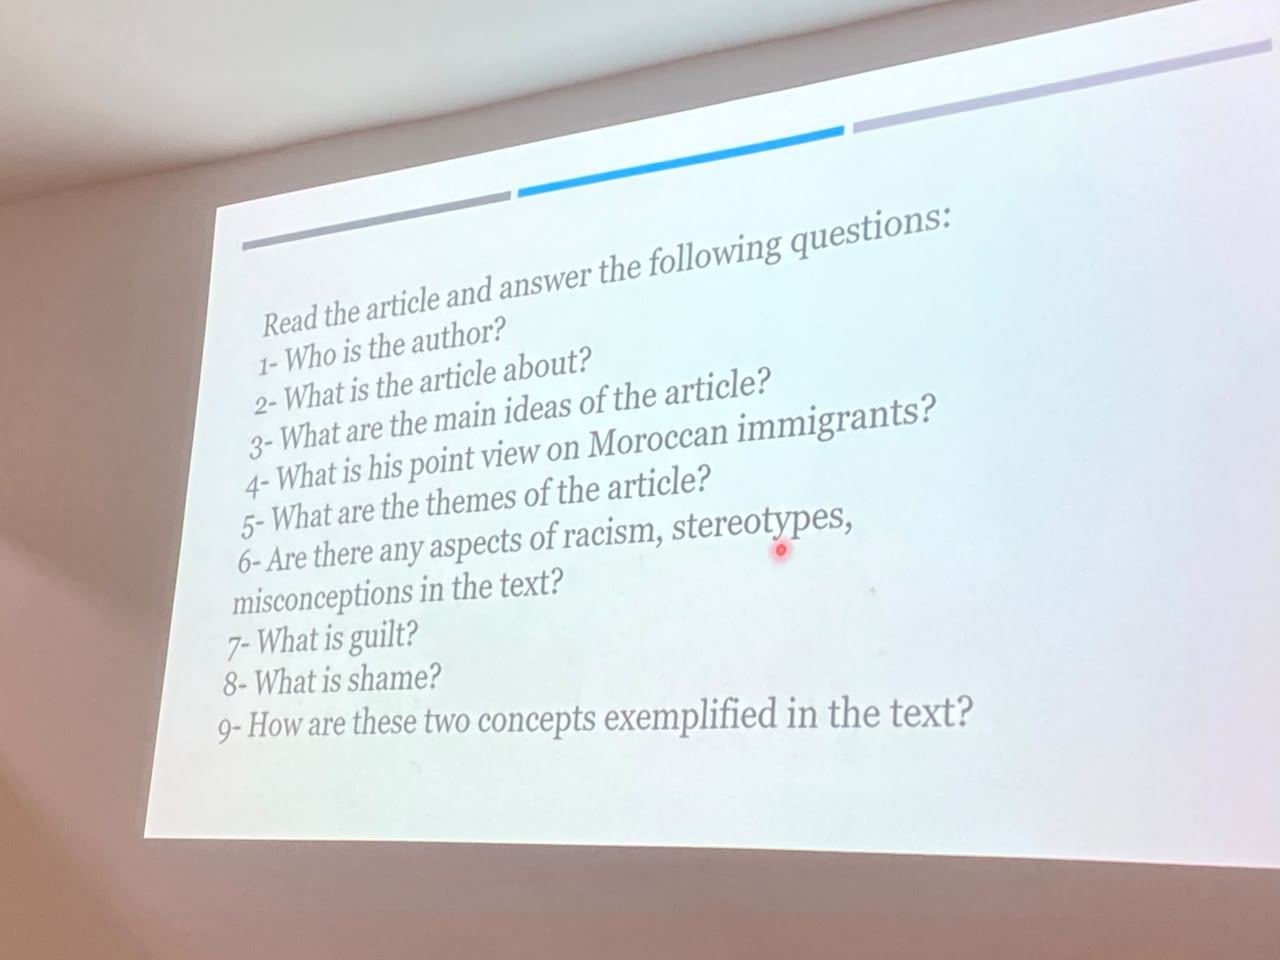 Read the article and answer the following questions:
1- Who is the author?
2- What is the article about?
3- What are the main ideas of the article?
4- What is his point view on Moroccan immigrants?
5- What are the themes of the article?
6- Are there any aspects of racism, stereotypes,
misconceptions in the text?
7- What is guilt?
8- What is shame?
9- How are these two concepts exemplified in the text?